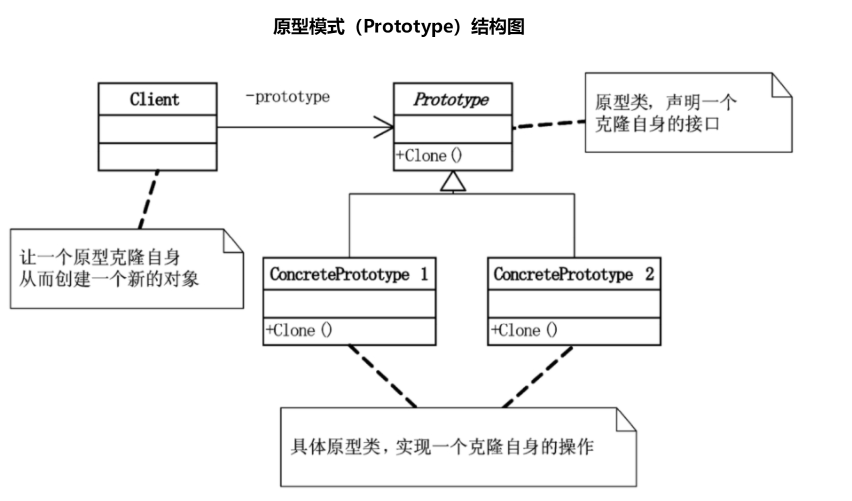 原型模式（Prototype）结构图
Client
-prototype
Prototype
+Clone()
原型类，声明一个
克隆自身的接口
让一个原型克隆自身
从而创建一个新的对象
ConcretePrototype 1
+Clone()
ConcretePrototype 2
+Clone()
具体原型类，实现一个克隆自身的操作